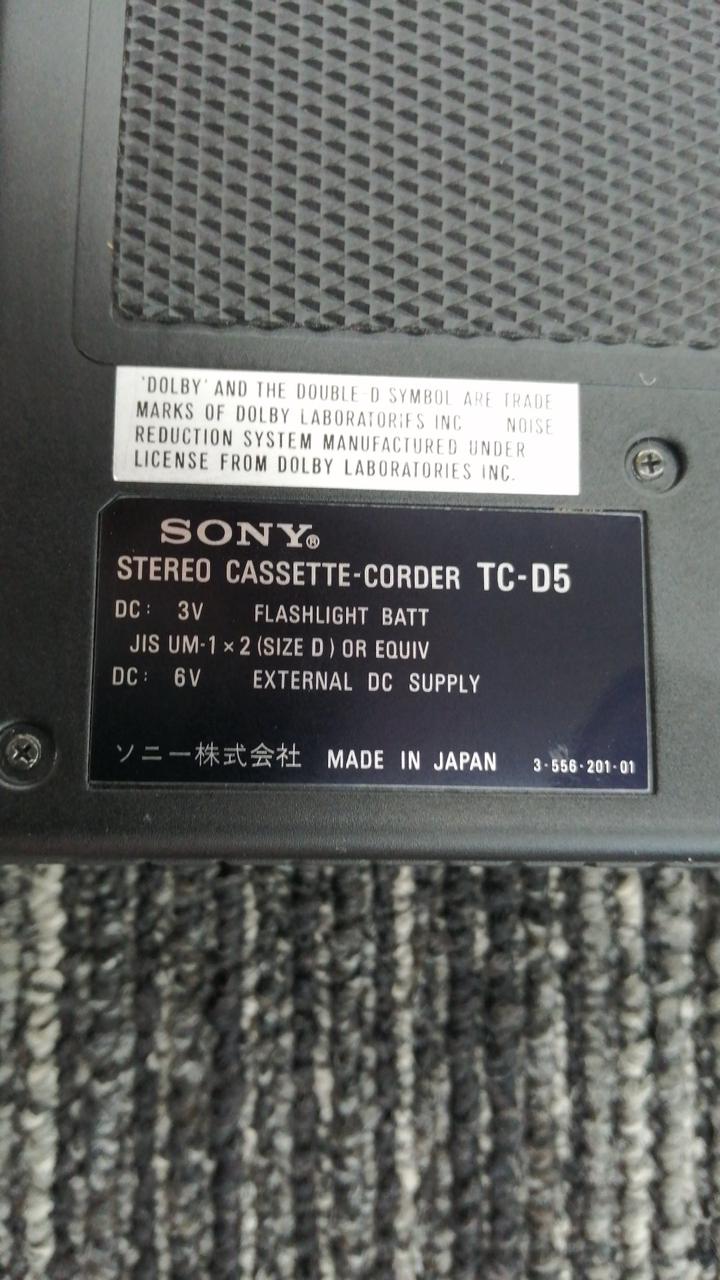 'DOLBY' AND THE DOUBLE-D SYMBOL ARE TRADE
MARKS OF DOLBY LABORATORIES INC NOISE
REDUCTION SYSTEM MANUFACTURED UNDER
LICENSE FROM DOLBY LABORATORIES INC.
SONY®
STEREO CASSETTE-CORDER TC-D5
DC: 3V FLASHLIGHT BATT
JIS UM-1 × 2 (SIZE D) OR EQUIV
DC: 6V EXTERNAL DC SUPPLY
ソニー株式会社 MADE IN JAPAN 3-556-201-01